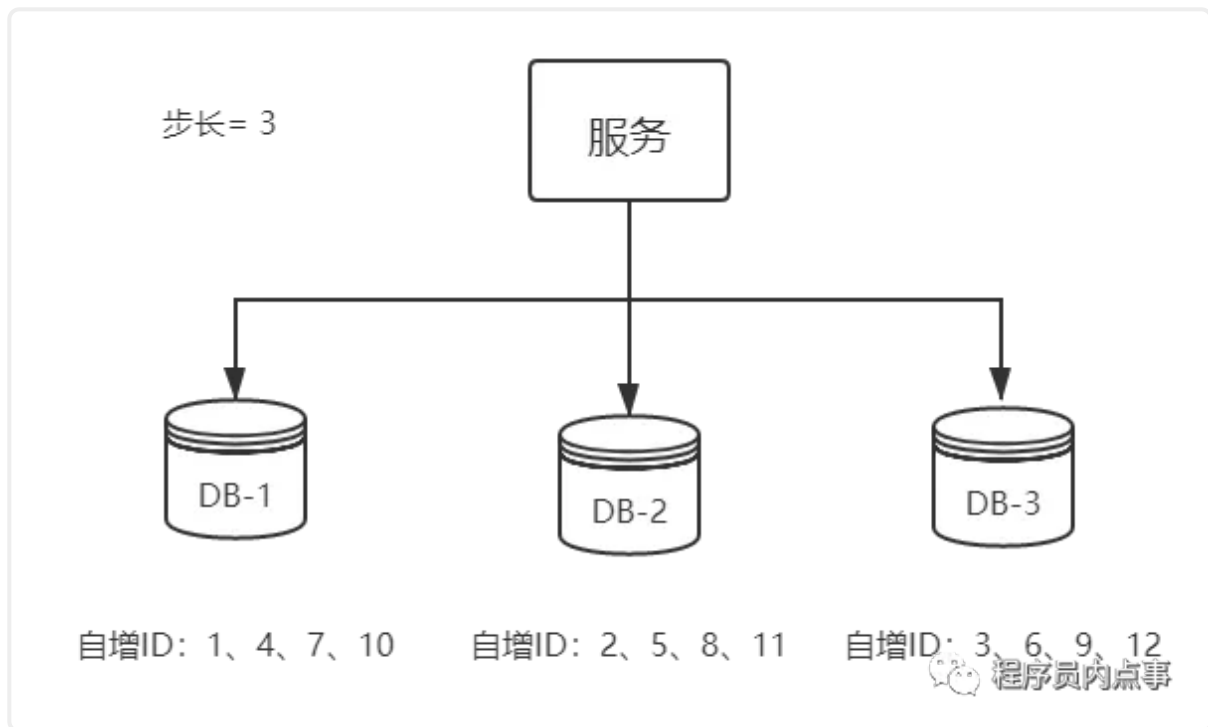 步长= 3
服务
DB-1
DB-2
DB-3
自增ID：1、4、7、10
自增ID：2、5、8、11
自增ID：3、6、9、12
程序员内点事